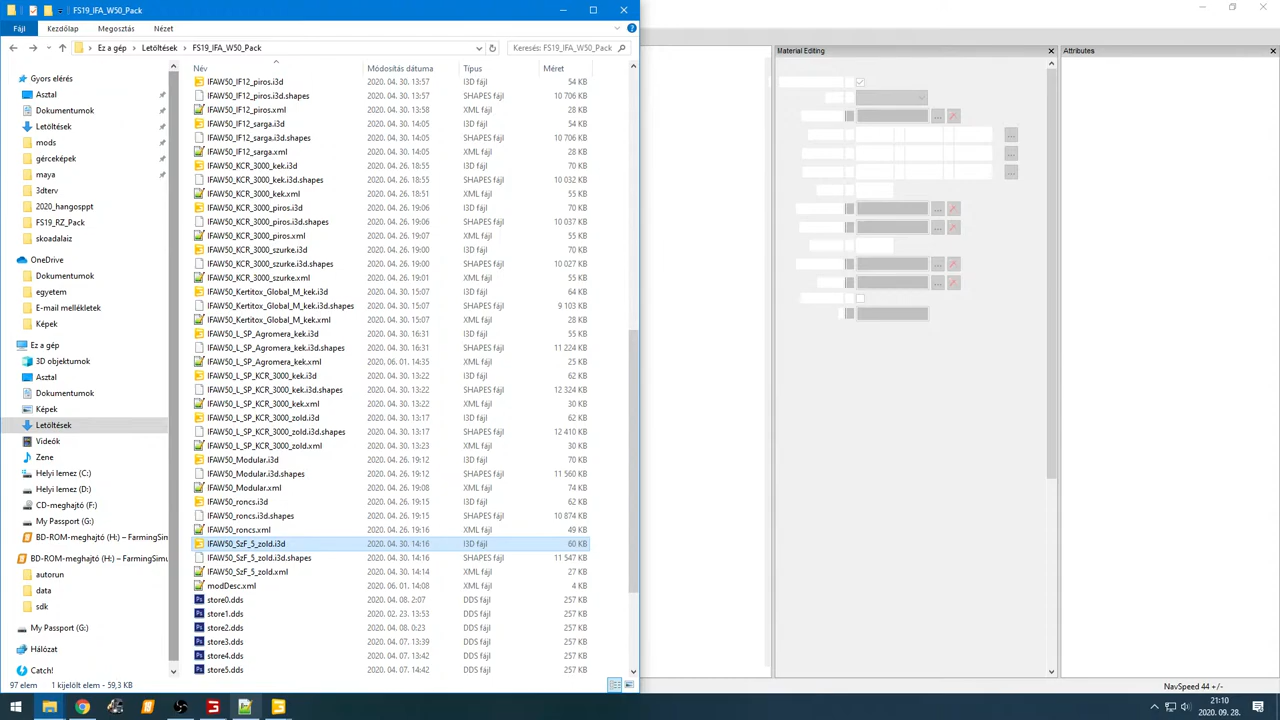 FS19_IFA_W50_Pack
Fájl Kezdőlap Megosztás Nézet
Ez a gép Letöltések FS19_IFA_W50_Pack Keresés: FS19_IFA_W50_Pack
Material Editing Attributes
Név Módosítás dátuma Típus Méret
Gyors elérés
Asztal
Dokumentumok
Letöltések
mods
gérceképek
maya
3dterv
2020_hangosppt
FS19_RZ_Pack
skoadalaiz
OneDrive
Dokumentumok
egyetem
E-mail mellékletek
Képek
Ez a gép
3D objektumok
Asztal
Dokumentumok
Képek
Letöltések
Videók
Zene
Helyi lemez (C:)
Helyi lemez (D:)
CD-meghajtó (F:)
My Passport (G:)
BD-ROM-meghajtó (H:) – FarmingSimu
BD-ROM-meghajtó (H:) – FarmingSimu
autorun
data
sdk
My Passport (G:)
Hálózat
Catch!
IFAW50_IF12_piros.i3d 2020. 04. 30. 13:57 I3D fájl 54 KB
IFAW50_IF12_piros.i3d.shapes 2020. 04. 30. 13:57 SHAPES fájl 10 706 KB
IFAW50_IF12_piros.xml 2020. 04. 30. 13:58 XML fájl 28 KB
IFAW50_IF12_sarga.i3d 2020. 04. 30. 14:05 I3D fájl 54 KB
IFAW50_IF12_sarga.i3d.shapes 2020. 04. 30. 14:05 SHAPES fájl 10 706 KB
IFAW50_IF12_sarga.xml 2020. 04. 30. 14:05 XML fájl 28 KB
IFAW50_KCR_3000_kek.i3d 2020. 04. 26. 18:55 I3D fájl 70 KB
IFAW50_KCR_3000_kek.i3d.shapes 2020. 04. 26. 18:55 SHAPES fájl 10 032 KB
IFAW50_KCR_3000_kek.xml 2020. 04. 26. 18:51 XML fájl 55 KB
IFAW50_KCR_3000_piros.i3d 2020. 04. 26. 19:06 I3D fájl 70 KB
IFAW50_KCR_3000_piros.i3d.shapes 2020. 04. 26. 19:06 SHAPES fájl 10 037 KB
IFAW50_KCR_3000_piros.xml 2020. 04. 26. 19:07 XML fájl 55 KB
IFAW50_KCR_3000_szurke.i3d 2020. 04. 26. 19:00 I3D fájl 70 KB
IFAW50_KCR_3000_szurke.i3d.shapes 2020. 04. 26. 19:00 SHAPES fájl 10 027 KB
IFAW50_KCR_3000_szurke.xml 2020. 04. 26. 19:01 XML fájl 55 KB
IFAW50_Kertitox_Global_M_kek.i3d 2020. 04. 30. 15:07 I3D fájl 64 KB
IFAW50_Kertitox_Global_M_kek.i3d.shapes 2020. 04. 30. 15:07 SHAPES fájl 9 103 KB
IFAW50_Kertitox_Global_M_kek.xml 2020. 04. 30. 15:07 XML fájl 28 KB
IFAW50_L_SP_Agromera_kek.i3d 2020. 04. 30. 16:31 I3D fájl 55 KB
IFAW50_L_SP_Agromera_kek.i3d.shapes 2020. 04. 30. 16:31 SHAPES fájl 11 224 KB
IFAW50_L_SP_Agromera_kek.xml 2020. 06. 01. 14:35 XML fájl 25 KB
IFAW50_L_SP_KCR_3000_kek.i3d 2020. 04. 30. 13:22 I3D fájl 62 KB
IFAW50_L_SP_KCR_3000_kek.i3d.shapes 2020. 04. 30. 13:22 SHAPES fájl 12 324 KB
IFAW50_L_SP_KCR_3000_kek.xml 2020. 04. 30. 13:22 XML fájl 30 KB
IFAW50_L_SP_KCR_3000_zold.i3d 2020. 04. 30. 13:17 I3D fájl 62 KB
IFAW50_L_SP_KCR_3000_zold.i3d.shapes 2020. 04. 30. 13:17 SHAPES fájl 12 410 KB
IFAW50_L_SP_KCR_3000_zold.xml 2020. 04. 30. 13:23 XML fájl 30 KB
IFAW50_Modular.i3d 2020. 04. 26. 19:12 I3D fájl 70 KB
IFAW50_Modular.i3d.shapes 2020. 04. 26. 19:12 SHAPES fájl 11 560 KB
IFAW50_Modular.xml 2020. 04. 26. 19:08 XML fájl 74 KB
IFAW50_roncs.i3d 2020. 04. 26. 19:15 I3D fájl 62 KB
IFAW50_roncs.i3d.shapes 2020. 04. 26. 19:15 SHAPES fájl 10 874 KB
IFAW50_roncs.xml 2020. 04. 26. 19:16 XML fájl 49 KB
IFAW50_SzF_5_zold.i3d 2020. 04. 30. 14:16 I3D fájl 60 KB
IFAW50_SzF_5_zold.i3d.shapes 2020. 04. 30. 14:16 SHAPES fájl 11 547 KB
IFAW50_SzF_5_zold.xml 2020. 04. 30. 14:14 XML fájl 27 KB
modDesc.xml 2020. 06. 01. 14:08 XML fájl 4 KB
store0.dds 2020. 04. 08. 2:07 DDS fájl 257 KB
store1.dds 2020. 02. 23. 13:53 DDS fájl 257 KB
store2.dds 2020. 04. 08. 0:23 DDS fájl 257 KB
store3.dds 2020. 04. 07. 13:39 DDS fájl 257 KB
store4.dds 2020. 04. 07. 13:42 DDS fájl 257 KB
store5.dds 2020. 04. 07. 14:42 DDS fájl 257 KB
97 elem 1 kijelölt elem - 59,3 KB
NavSpeed 44 +/-
21:10
2020. 09. 28.